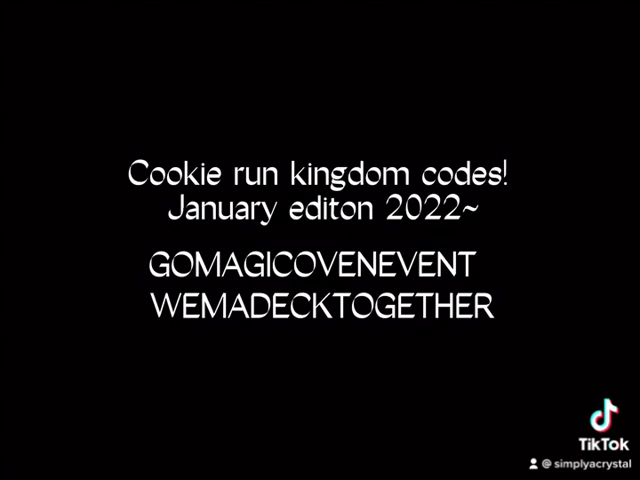 Cookie run kingdom codes!
January editon 2022~
GOMAGICOVENEVENT
WEMADECKTOGETHER
TikTok
@ simplyacrystal